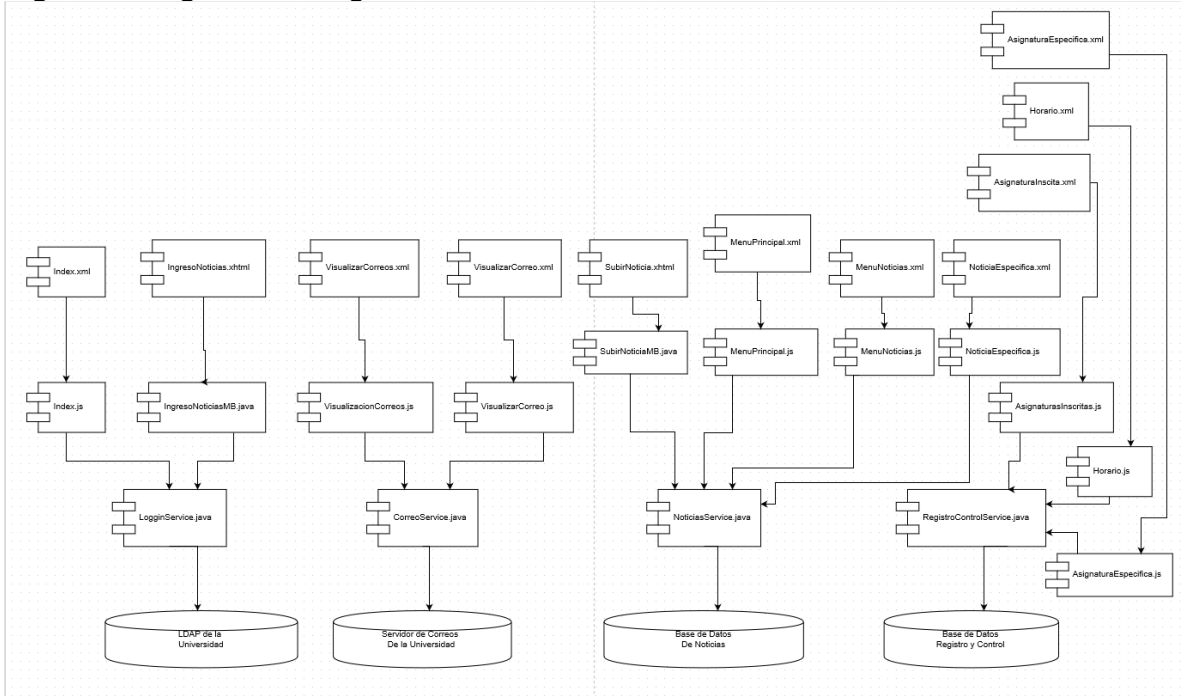 AsignaturaEspecifica.xml
Horario.xml
AsignaturaInscita.xml
MenuPrincipal.xml
Index.xml
IngresoNoticias.xhtml
VisualizarCorreos.xml
VisualizarCorreo.xml
SubirNoticia.xhtml
MenuNoticias.xml
NoticiaEspecifica.xml
SubirNoticiaMB.java
MenuPrincipal.js
MenuNoticias.js
NoticiaEspecifica.js
Index.js
IngresoNoticiasMB.java
VisualizacionCorreos.js
VisualizarCorreo.js
AsignaturasInscritas.js
Horario.js
LogginService.java
CorreoService.java
NoticiasService.java
RegistroControlService.java
AsignaturaEspecifica.js
LDAP de la
Universidad
Servidor de Correos
De la Universidad
Base de Datos
De Noticias
Base de Datos
Registro y Control